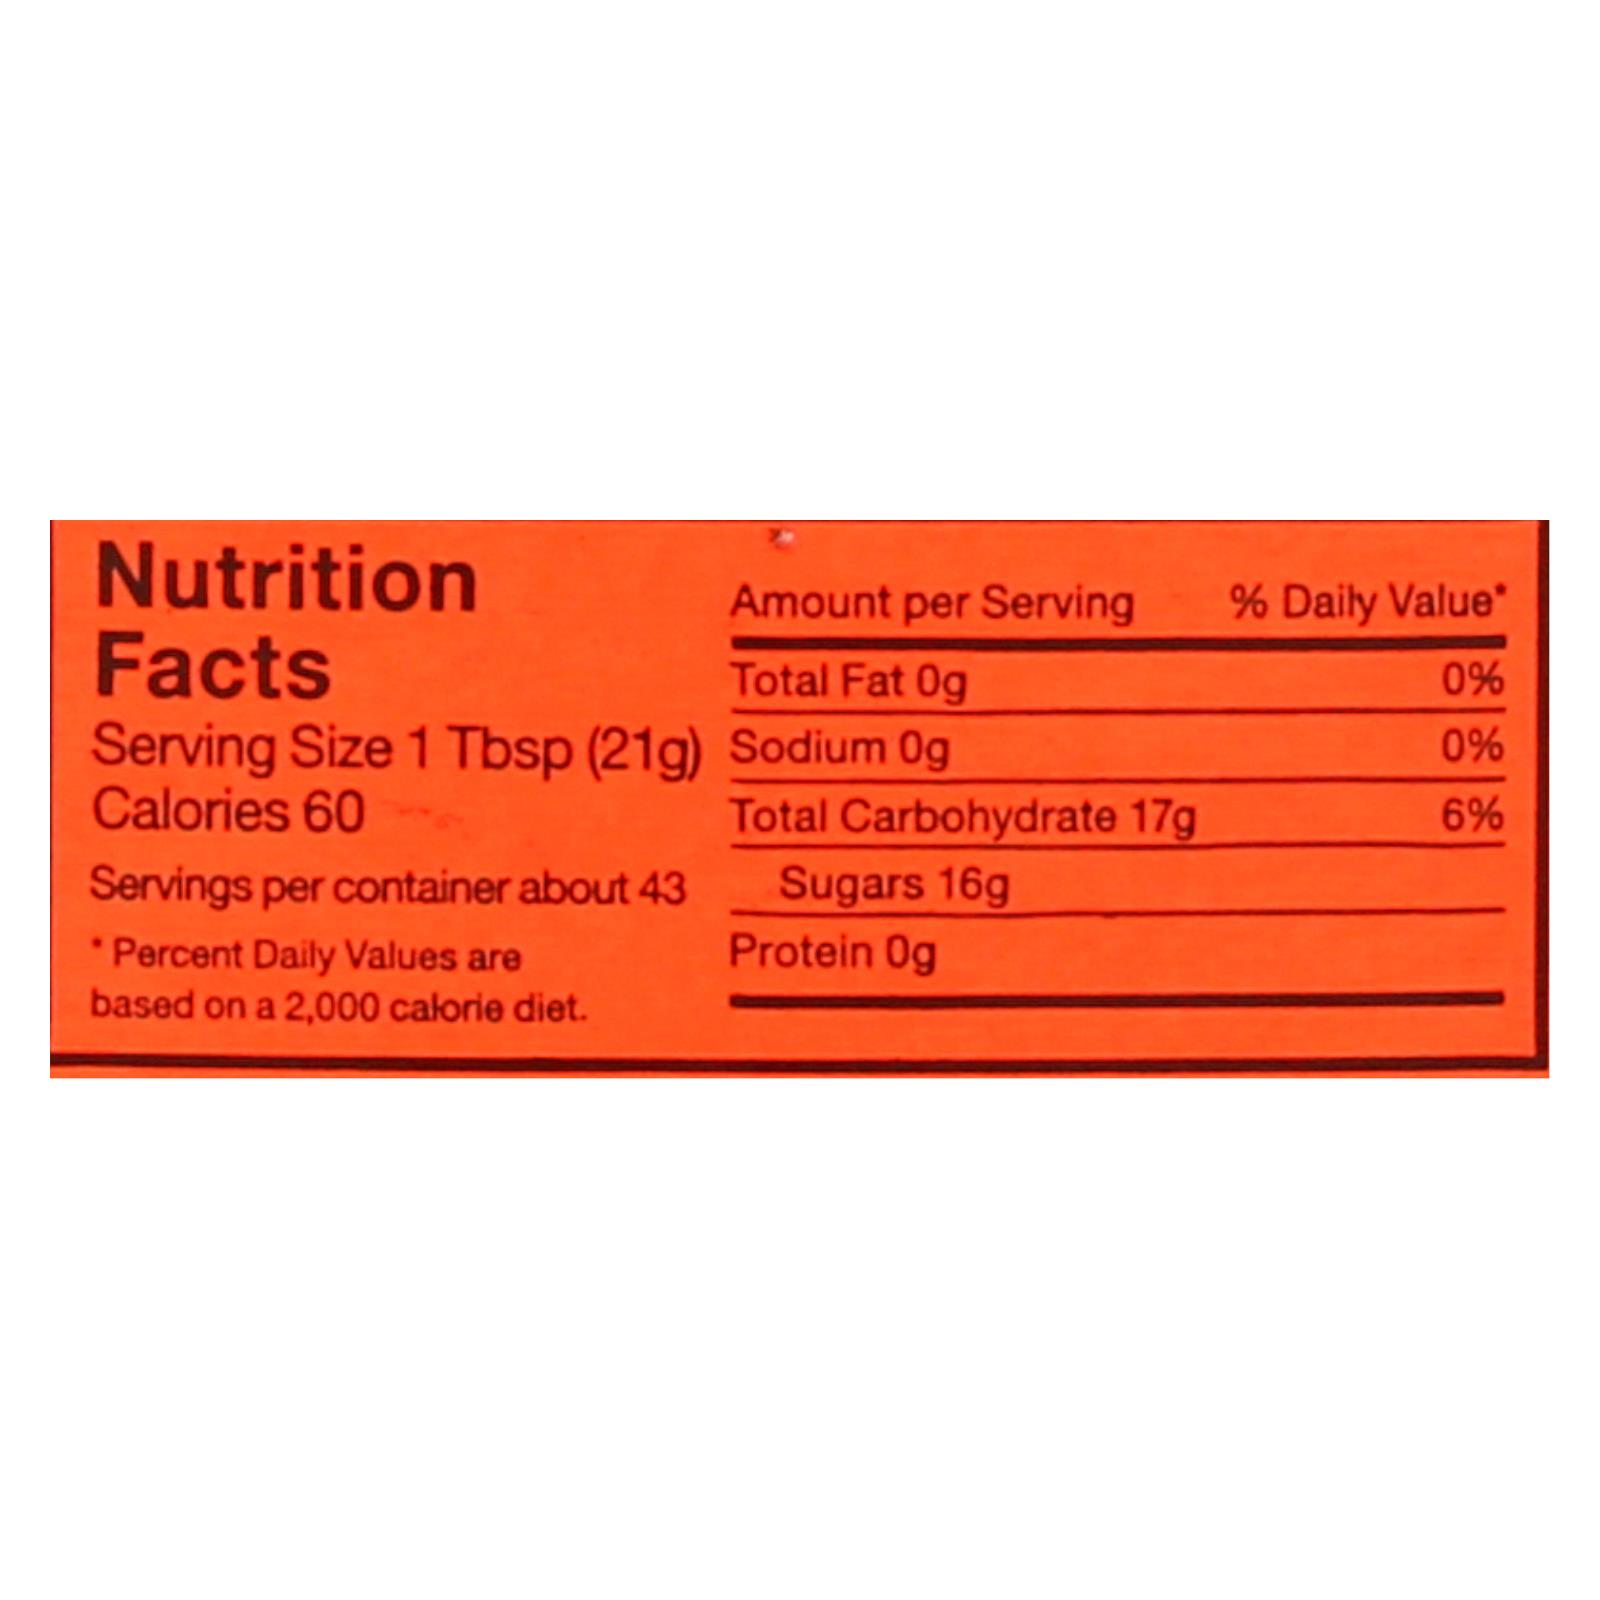 Nutrition
Facts
Serving Size 1 Tbsp (21g)
Calories 60
Servings per container about 43
* Percent Daily Values are
based on a 2,000 calorie diet.
Amount per Serving % Daily Value*
Total Fat 0g 0%
Sodium 0g 0%
Total Carbohydrate 17g 6%
Sugars 16g
Protein 0g